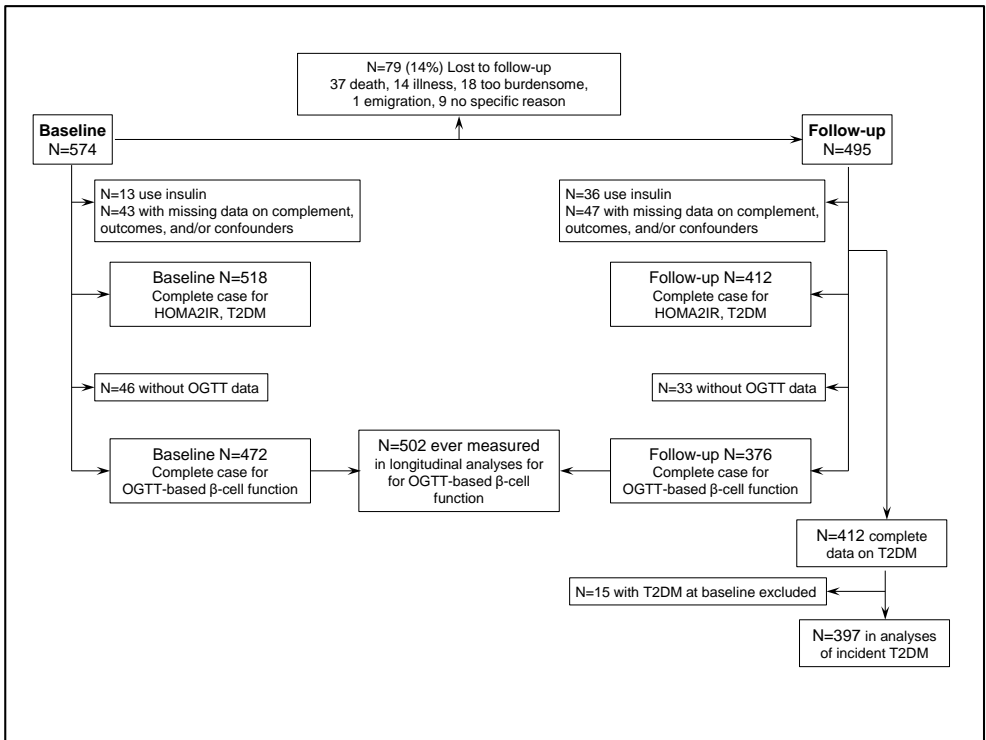 N=79 (14%) Lost to follow-up
37 death, 14 illness, 18 too burdensome,
1 emigration, 9 no specific reason
Baseline
N=574
Follow-up
N=495
N=13 use insulin
N=43 with missing data on complement,
outcomes, and/or confounders
N=36 use insulin
N=47 with missing data on complement,
outcomes, and/or confounders
Baseline N=518
Complete case for
HOMA2IR, T2DM
Follow-up N=412
Complete case for
HOMA2IR, T2DM
N=46 without OGTT data
N=33 without OGTT data
Baseline N=472
Complete case for
OGTT-based β-cell function
N=502 ever measured
in longitudinal analyses for
for OGTT-based β-cell
function
Follow-up N=376
Complete case for
OGTT-based β-cell function
N=412 complete
data on T2DM
N=15 with T2DM at baseline excluded
N=397 in analyses
of incident T2DM